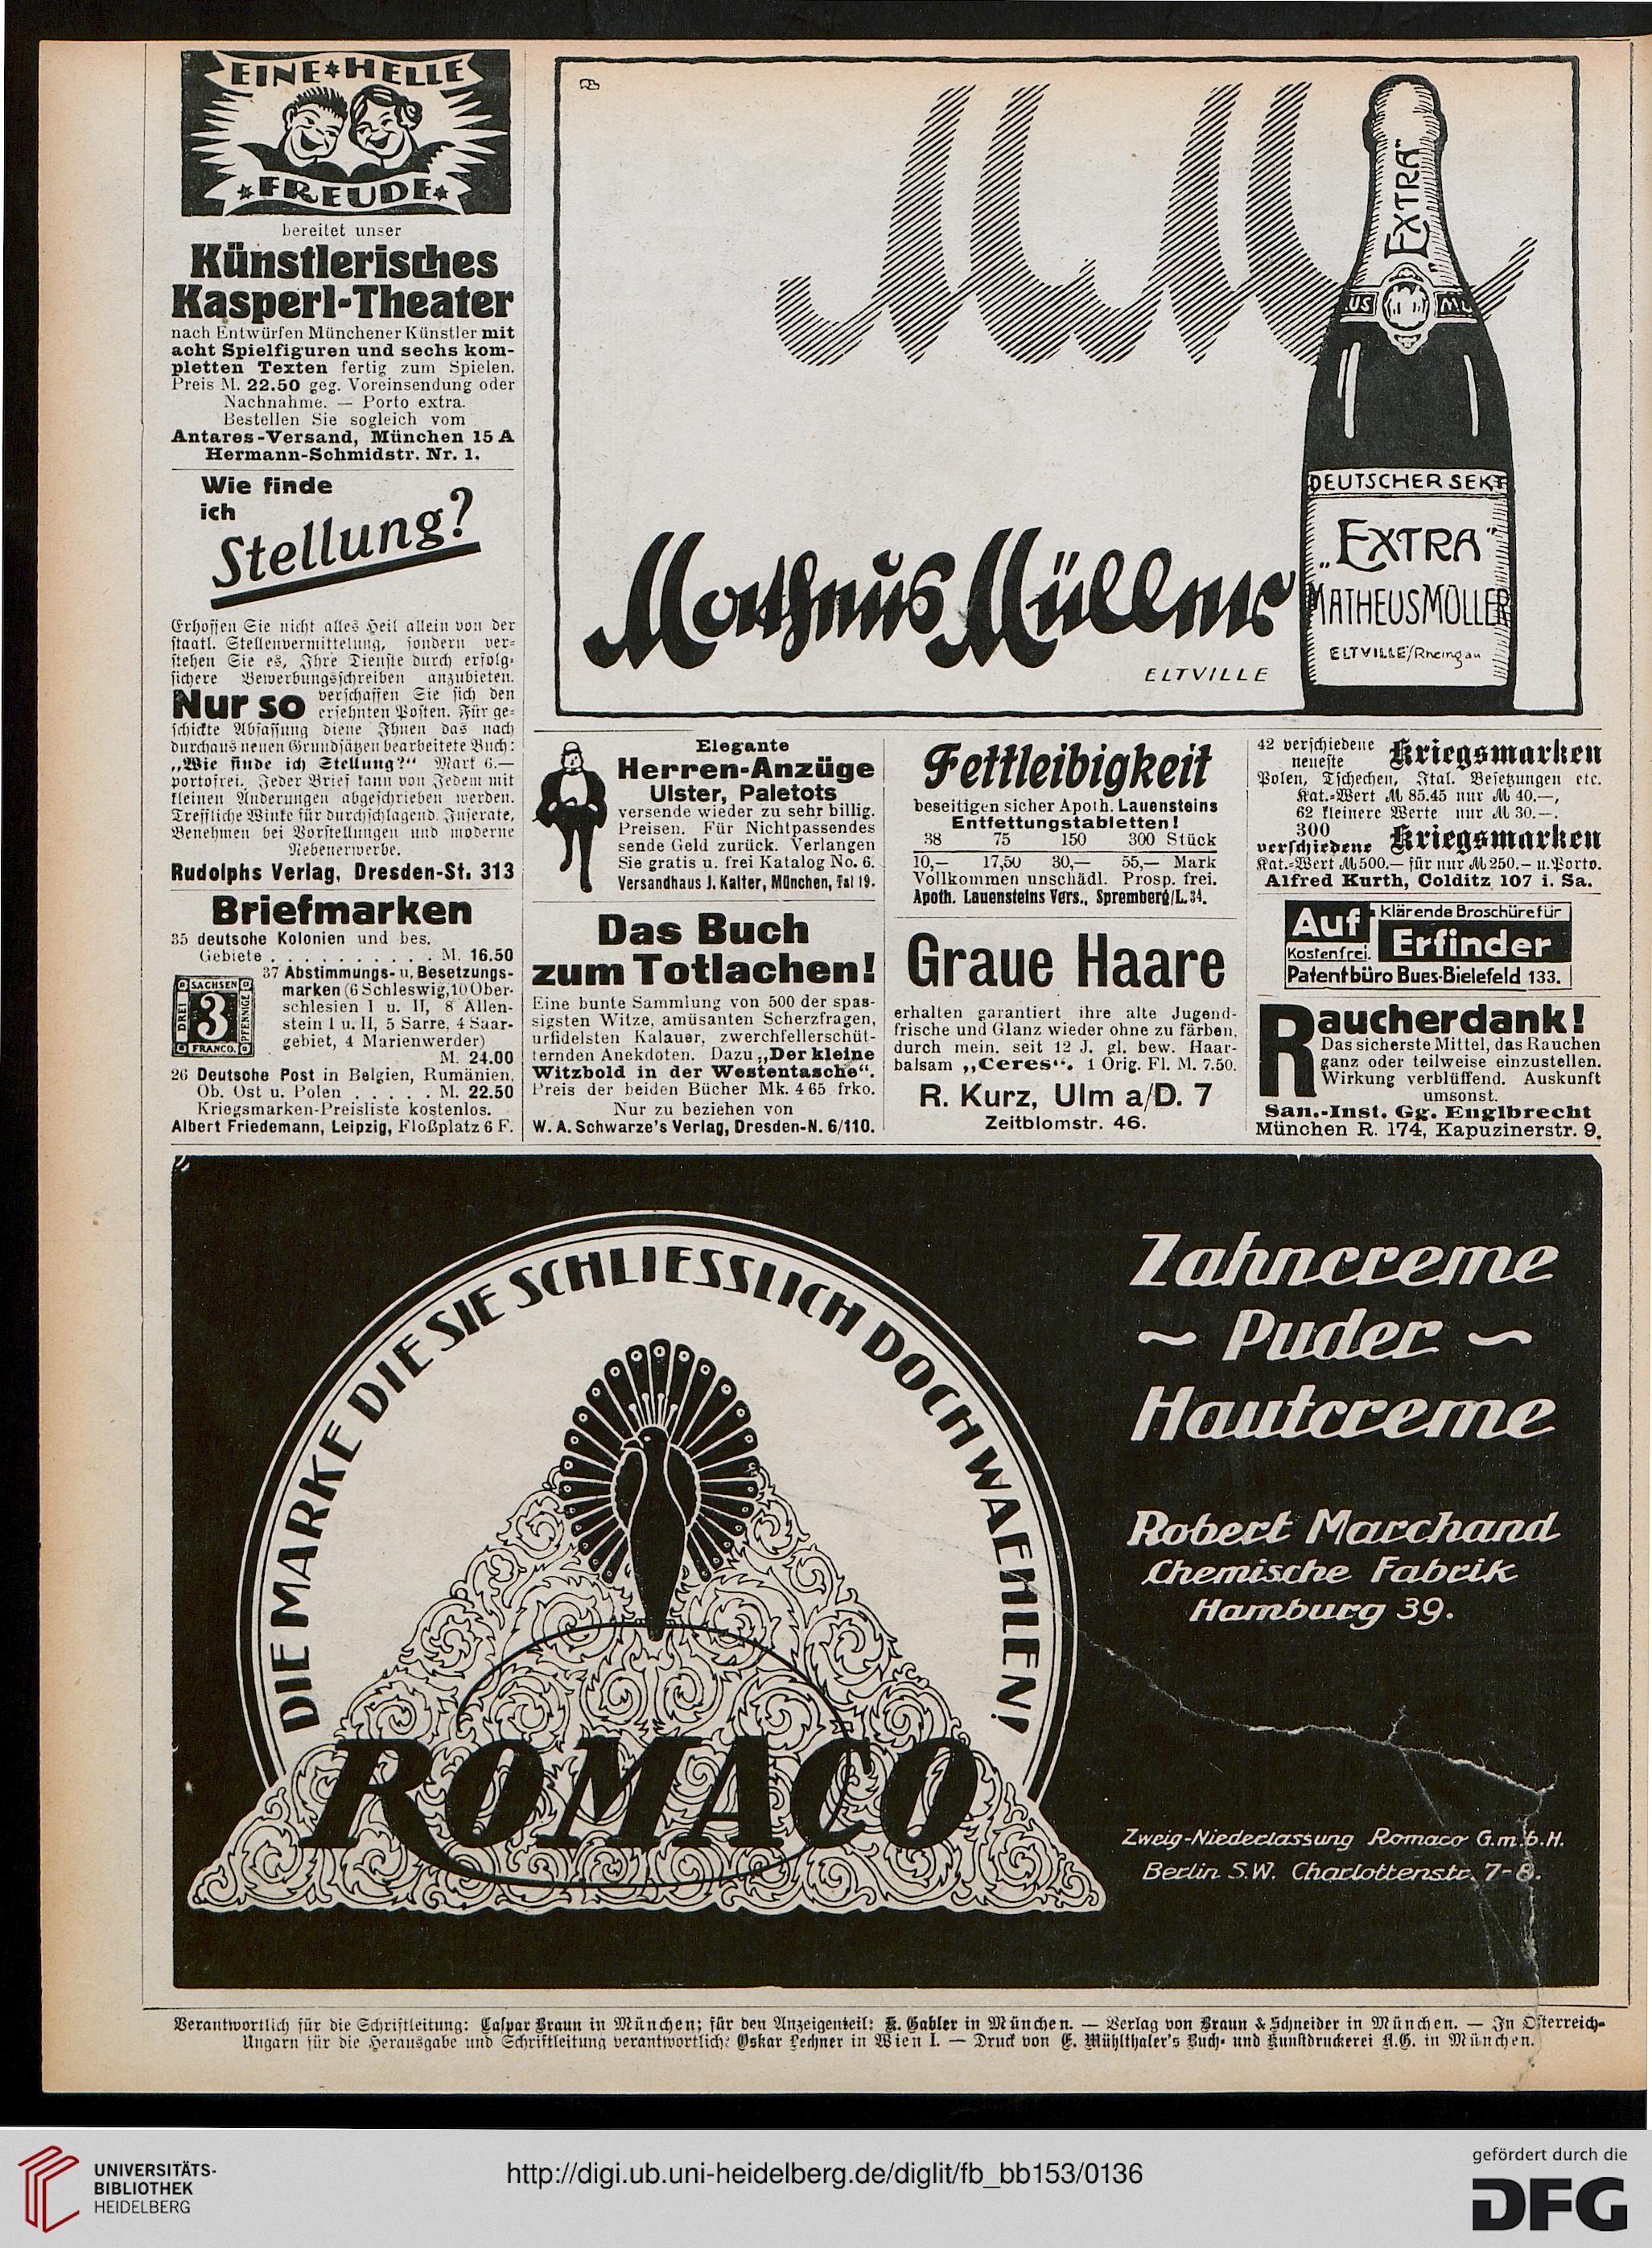 EINE HELLE
FREUDE
bereitet unser
Künstlerisches
Kasperl-Theater
nach Entwürfen Münchener Künstler mit
acht Spielfiguren und sechs kom-
pletten Texten fertig zum Spielen.
Preis M. 22.50 geg. Voreinsendung oder
Nachnahme. — Porto extra.
Bestellen Sie sogleich vom
Antares-Versand, München 15 A
Hermann-Schmidstr. Nr. 1.
Wie finde
ich
Stellung?
Erhoffen Sie nicht alles Heil allein von der
staatl. Stellenvermittelung, sondern ver-
stehen Sie es, Ihre Dienste durch erfolg-
sichere Bewerbungsschreiben anzubieten.
Nur so verschaffen Sie sich den
ersehnten Posten. Für ge-
schickte Abfassung diene Ihnen das nach
durchaus neuen Grundsätzen bearbeitete Buch:
„Wie finde ich Stellung?“ Mark 6.—
portofrei. Jeder Brief kann von Jedem mit
kleinen Änderungen abgeschrieben werden.
Treffliche Winke für durchschlagend. Inserate,
Benehmen bei Vorstellungen und moderne
Nebenerwerbe.
Rudolphs Verlag, Dresden-St. 313
Briefmarken
35 deutsche Kolonien und bes.
Gebiete . . . . . . . . . . M. 16.50
37 Abstimmungs- u. Besetzungs-
marken (6 Schleswig, 10 Ober-
schlesien I u. II, 8 Allen-
stein I u. II, 5 Sarre, 4 Saar-
gebiet, 4 Marienwerder)
M. 24.00
SACHSEN
DREI
3
PFENNIGE
FRANCO.
26 Deutsche Post in Belgien, Rumänien,
Ob. Ost u. Polen . . . . . M. 22.50
Kriegsmarken-Preisliste kostenlos.
Albert Friedemann, Leipzig, Floßplatz 6 F.
MM
„EXTRA“
US
MÜ
DEUTSCHER SEKT
„EXTRA“
MATHEUS MÜLLER
ELTVILLE/Rheingau
Matheus Müller
ELTVILLE
Elegante
Herren-Anzüge
Ulster, Paletots
versende wieder zu sehr billig.
Preisen. Für Nichtpassendes
sende Geld zurück. Verlangen
Sie gratis u. frei Katalog No. 6.
Versandhaus J. Kalter, München, Tal 19.
Das Buch
zum Totlachen!
Eine bunte Sammlung von 500 der spas-
sigsten Witze, amüsanten Scherzfragen,
urfidelsten Kalauer, zwerchfellerschüt-
ternden Anekdoten. Dazu „Der kleine
Witzbold in der Westentasche“.
Preis der beiden Bücher Mk. 4 65 frko.
Nur zu beziehen von
W. A. Schwarze's Verlag, Dresden-N. 6/110.
Fettleibigkeit
beseitigen sicher Apoth. Lauensteins
Entfettungstabletten!
38 75 150 300 Stück
10,— 17,50 30,— 55,— Mark
Vollkommen unschädl. Prosp. frei.
Apoth. Lauensteins Vers., Spremberg/L. 34.
Graue Haare
erhalten garantiert ihre alte Jugend-
frische und Glanz wieder ohne zu färben,
durch mein. seit 12 J. gl. bew. Haar-
balsam „Ceres“. 1 Orig. Fl. M. 7.50.
R. Kurz, Ulm a/D. 7
Zeitblomstr. 46.
42 verschiedene
neueste Kriegsmarken
Polen, Tschechen, Ital. Besetzungen etc.
Kat.-Wert M 85.45 nur M 40.—,
62 kleinere Werte nur M 30.—.
300
verschiedene Kriegsmarken
Kat.-Wert M 500.— für nur M 250.— u. Porto.
Alfred Kurth, Colditz 107 i. Sa.
Auf klärende Broschüre für
Kostenfrei. Erfinder
Patentbüro Bues-Bielefeld 133.
Raucherdank!
Das sicherste Mittel, das Rauchen
ganz oder teilweise einzustellen.
Wirkung verblüffend. Auskunft
umsonst.
San.-Inst. Gg. Englbrecht
München R. 174, Kapuzinerstr. 9.
DIE MARKE DIE SIE SCHLIESSLICH DOCH WAEHLEN!
ROMACO
Zahncreme
~ Puder ~
Hautcreme
Robert Marchand
Chemische Fabrik
Hamburg 39.
Zweig-Niederlassung Romaco G.m.b.H.
Berlin S.W. Charlottenstr. 7-8.
Verantwortlich für die Schriftleitung: Caspar Braun in München; für den Anzeigenteil: K. Gabler in München. — Verlag von Braun & Schneider in München. — In Österreich-
Ungarn für die Herausgabe und Schriftleitung verantwortlich: Oskar Lechner in Wien I. — Druck von E. Mühlthaler's Buch- und Kunstdruckerei A.G. in München.
UNIVERSITÄTS-
BIBLIOTHEK
HEIDELBERG
http://digi.ub.uni-heidelberg.de/diglit/fb_bb153/0136
gefördert durch die
DFG